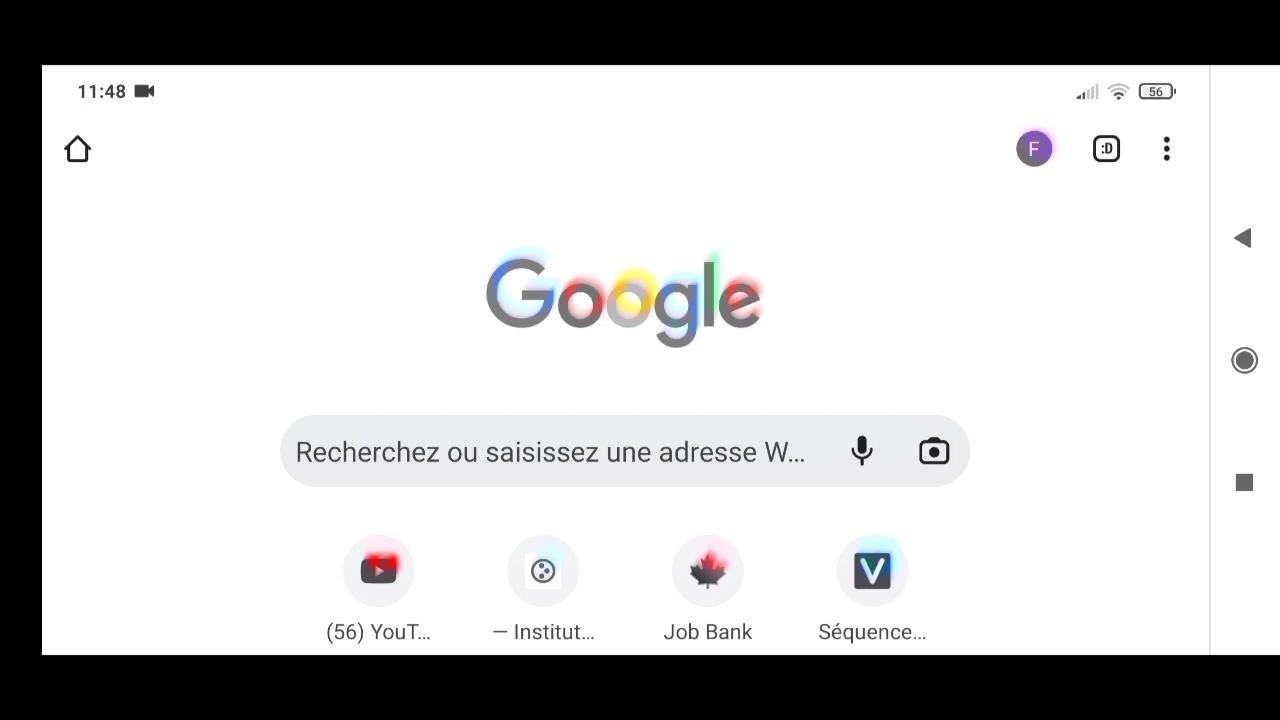 11:48
56
F
:D
Google
Recherchez ou saisissez une adresse W...
V
(56) YouT...
— Institut...
Job Bank
Séquence...